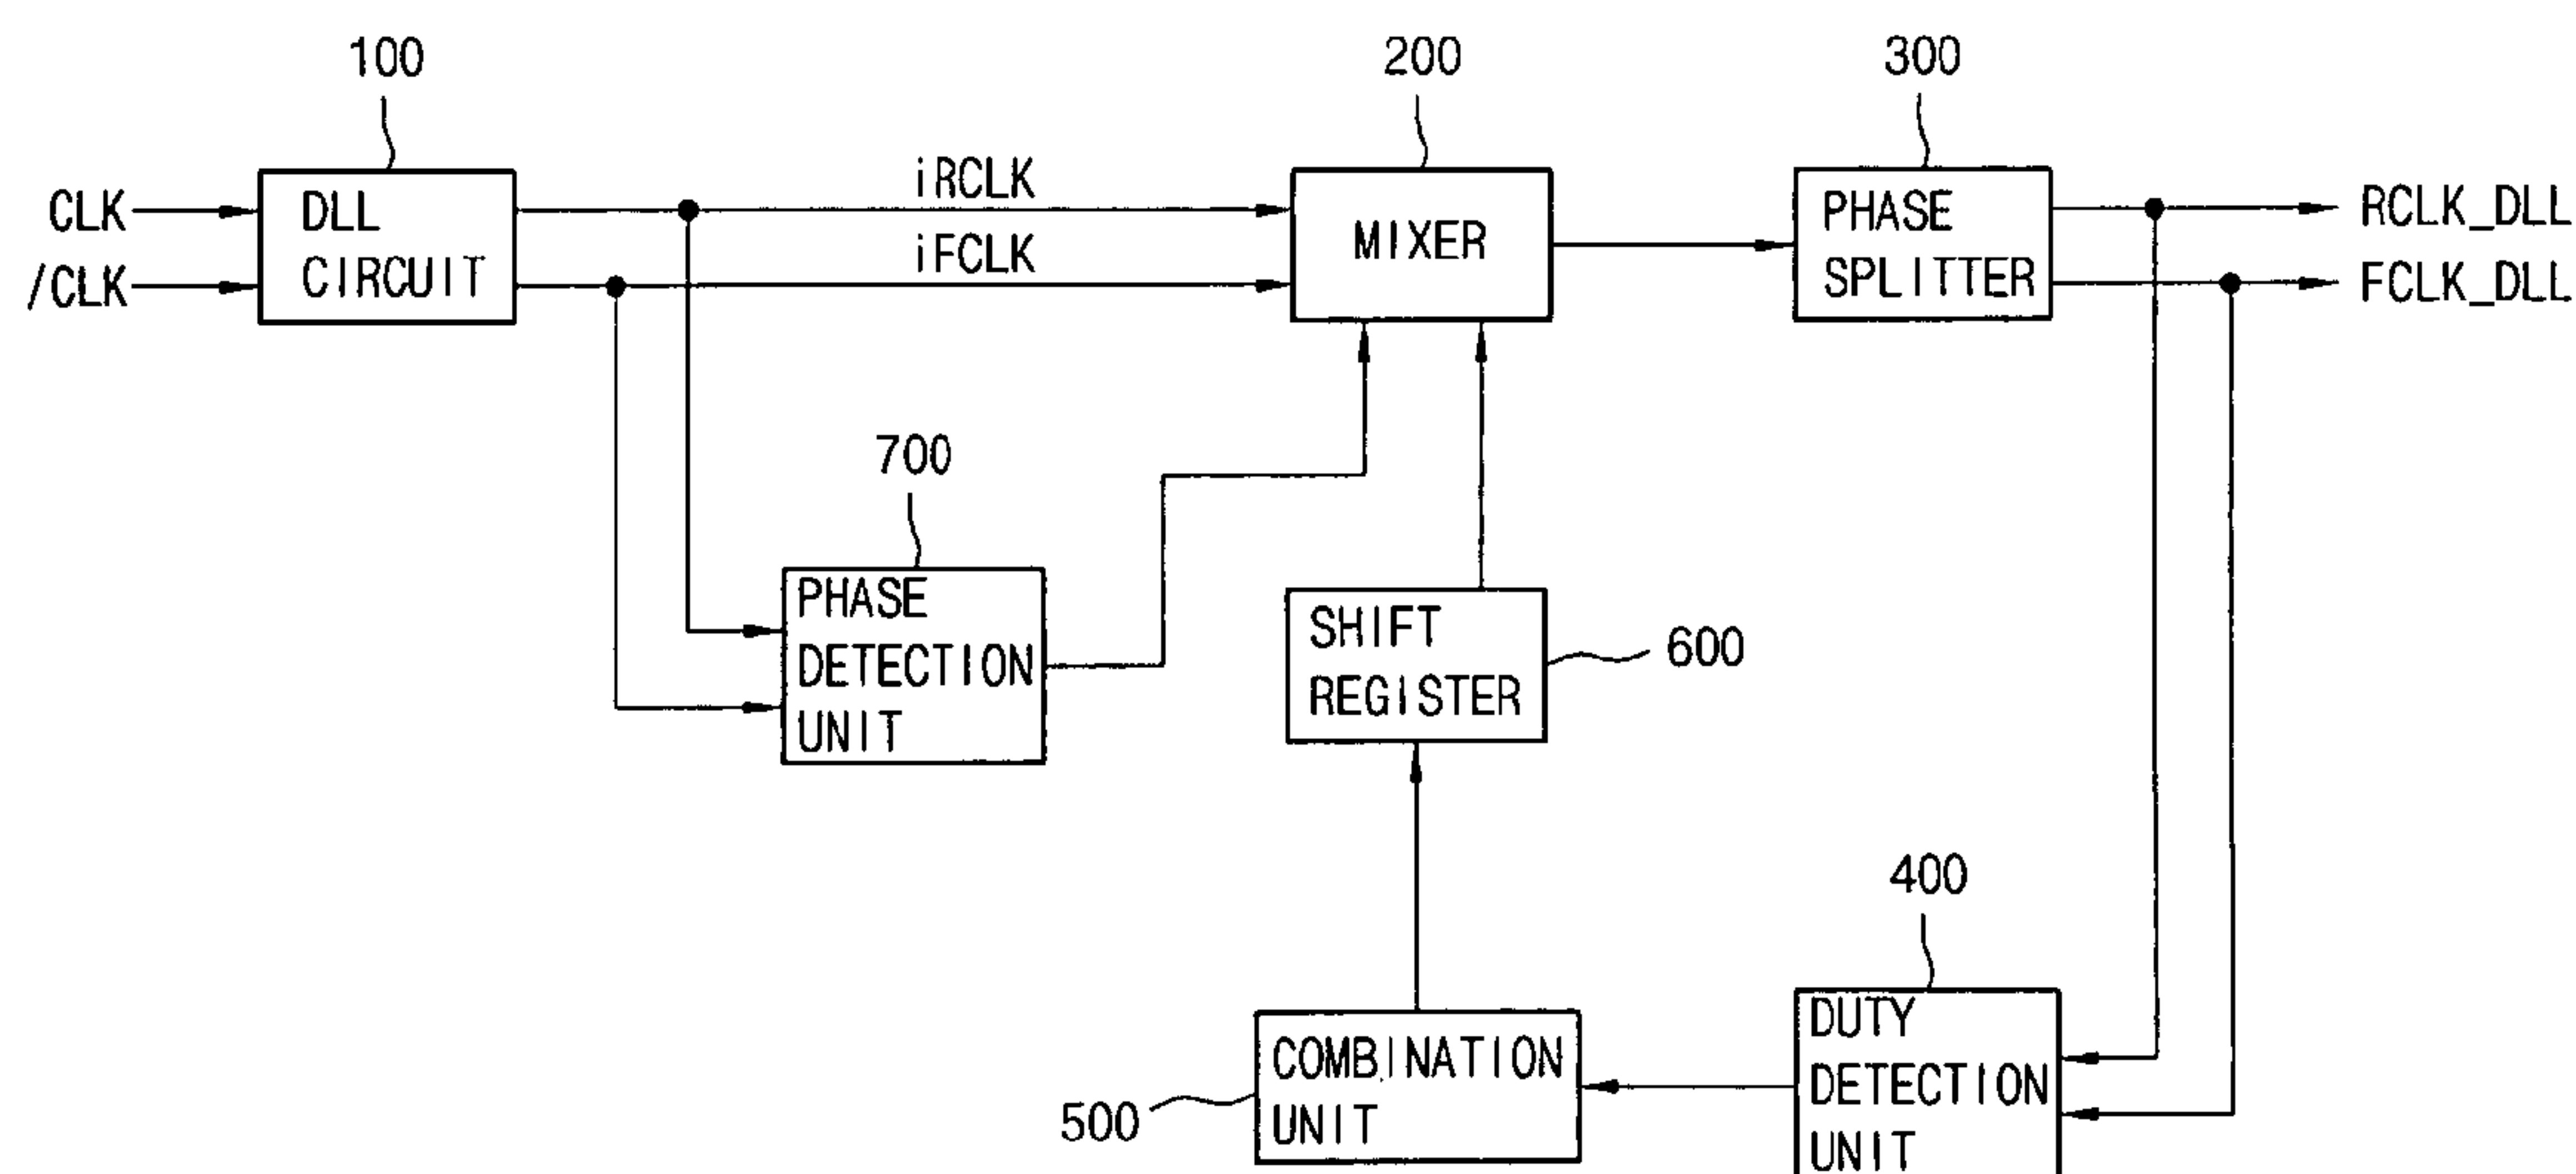 100
200
300
CLK
/CLK
DLL
CIRCUIT
iRCLK
iFCLK
MIXER
PHASE
SPLITTER
RCLK_DLL
FCLK_DLL
700
PHASE
DETECTION
UNIT
SHIFT
REGISTER
600
400
500
COMBINATION
UNIT
DUTY
DETECTION
UNIT